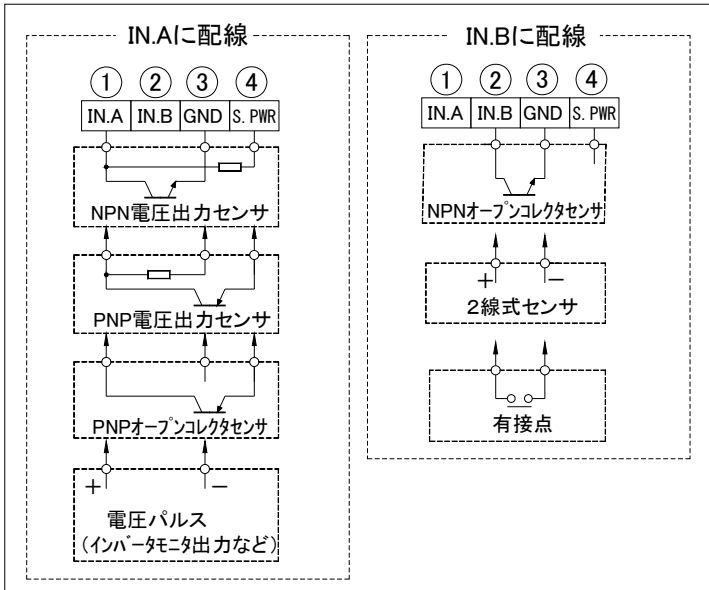 IN.Aに配線
① ② ③ ④
IN.A IN.B GND S. PWR
NPN電圧出力センサ
PNP電圧出力センサ
PNPオープンコレクタセンサ
+ −
電圧パルス
(インバータモニタ出力など)
IN.Bに配線
① ② ③ ④
IN.A IN.B GND S. PWR
NPNオープンコレクタセンサ
+ −
2線式センサ
有接点